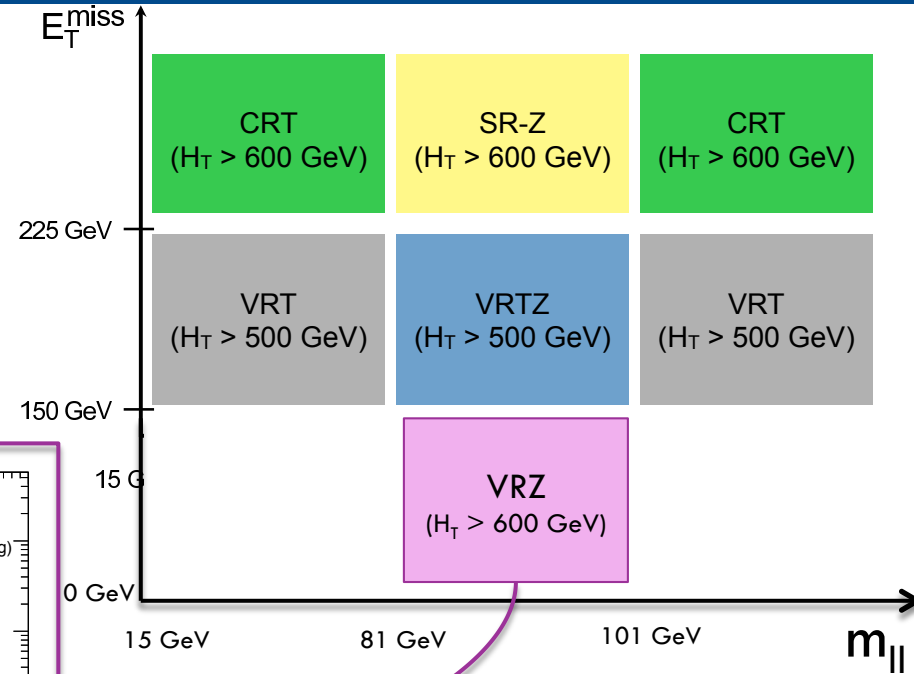 E_T^miss
CRT
(H_T > 600 GeV)
SR-Z
(H_T > 600 GeV)
CRT
(H_T > 600 GeV)
225 GeV
VRT
(H_T > 500 GeV)
VRTZ
(H_T > 500 GeV)
VRT
(H_T > 500 GeV)
150 GeV
15 G
VRZ
(H_T > 600 GeV)
g)
0 GeV
15 GeV
81 GeV
101 GeV
m_ll